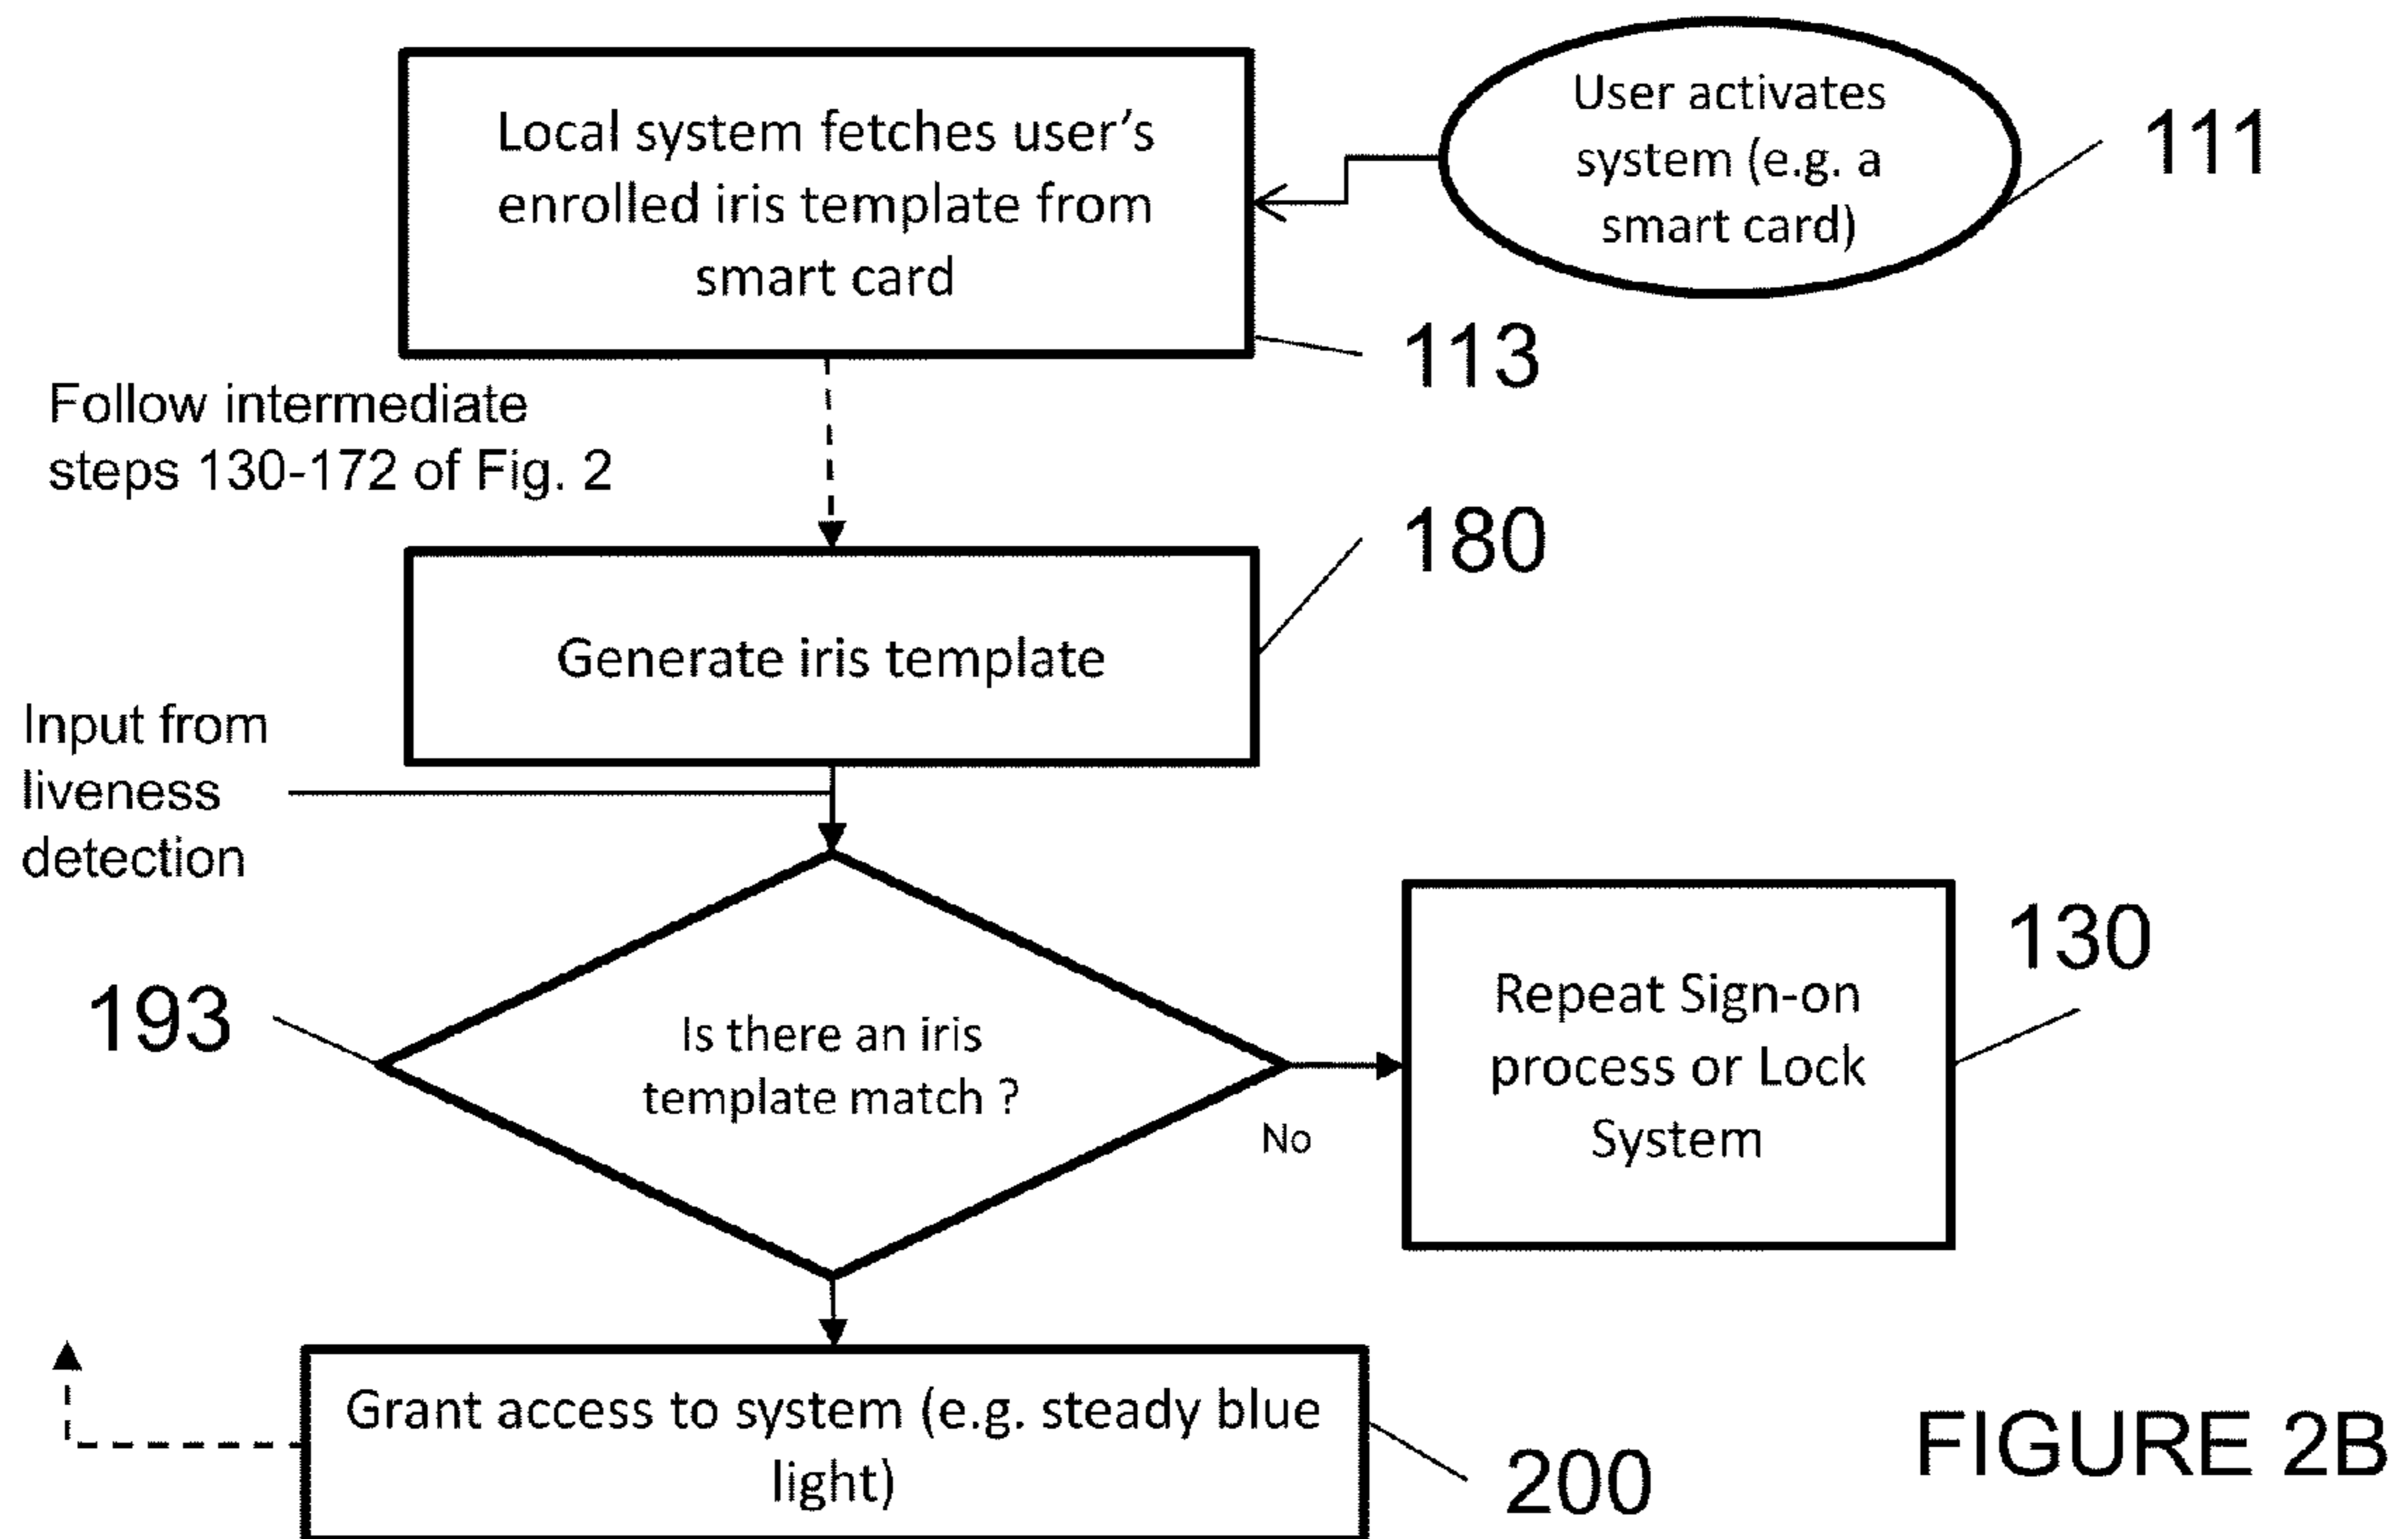 Local system fetches user's
enrolled iris template from
smart card
User activates
system (e.g. a
smart card)
111
113
Follow intermediate
steps 130-172 of Fig. 2
180
Generate iris template
Input from
liveness
detection
193
Is there an iris
template match ?
No
Repeat Sign-on
process or Lock
System
130
Grant access to system (e.g. steady blue
light)
200
FIGURE 2B